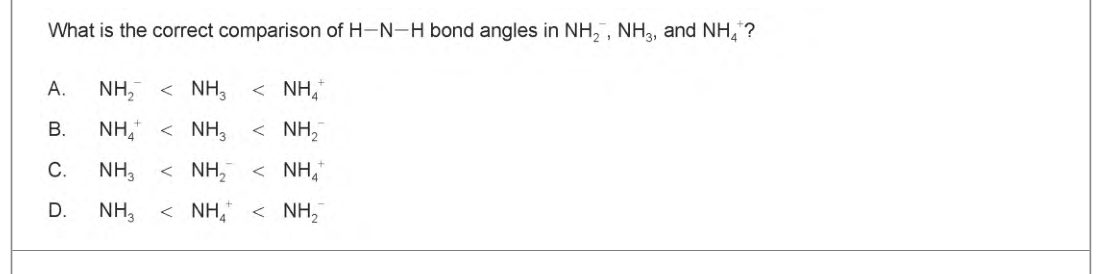 What is the correct comparison of H–N–H bond angles in NH₂⁻, NH₃, and NH₄⁺?
A. NH₂⁻ < NH₃ < NH₄⁺
B. NH₄⁺ < NH₃ < NH₂⁻
C. NH₃ < NH₂⁻ < NH₄⁺
D. NH₃ < NH₄⁺ < NH₂⁻